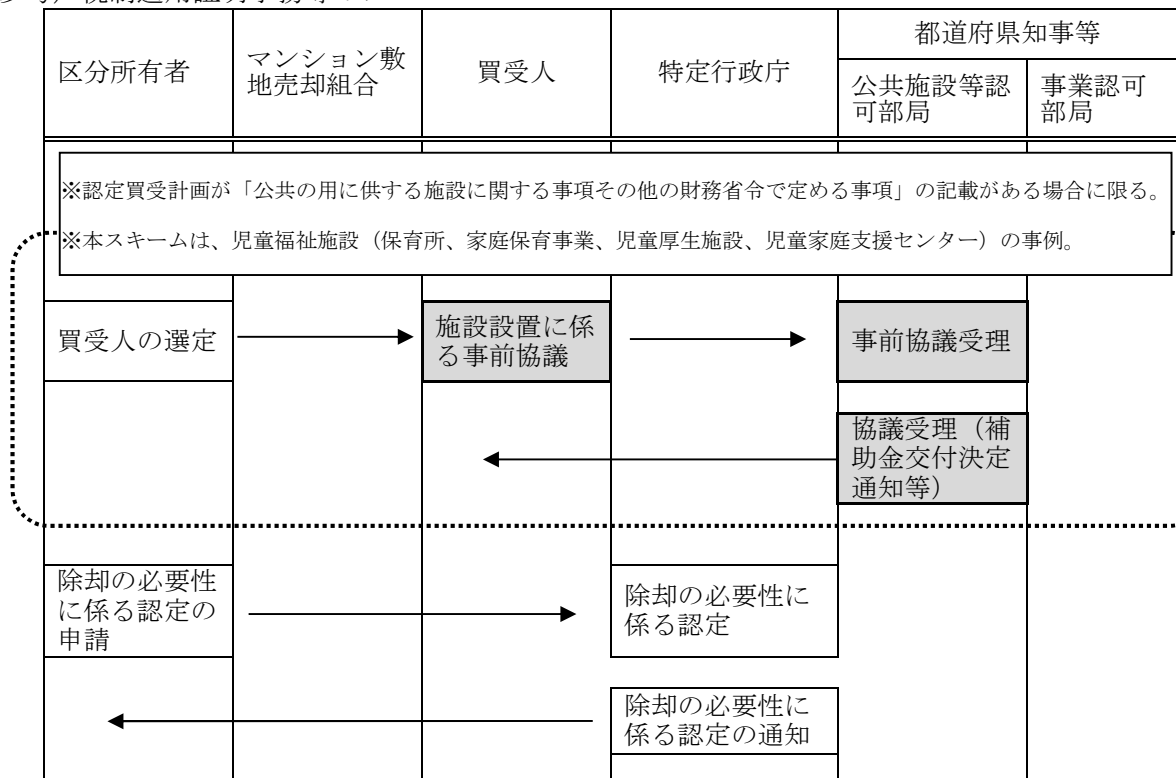 区分所有者
マンション敷
地売却組合
買受人
特定行政庁
都道府県知事等
公共施設等認
可部局
事業認可
部局
※認定買受計画が「公共の用に供する施設に関する事項その他の財務省令で定める事項」の記載がある場合に限る。
※本スキームは、児童福祉施設（保育所、家庭保育事業、児童厚生施設、児童家庭支援センター）の事例。
買受人の選定
施設設置に係
る事前協議
事前協議受理
協議受理（補
助金交付決定
通知等）
除却の必要性
に係る認定の
申請
除却の必要性に
係る認定
除却の必要性に
係る認定の通知